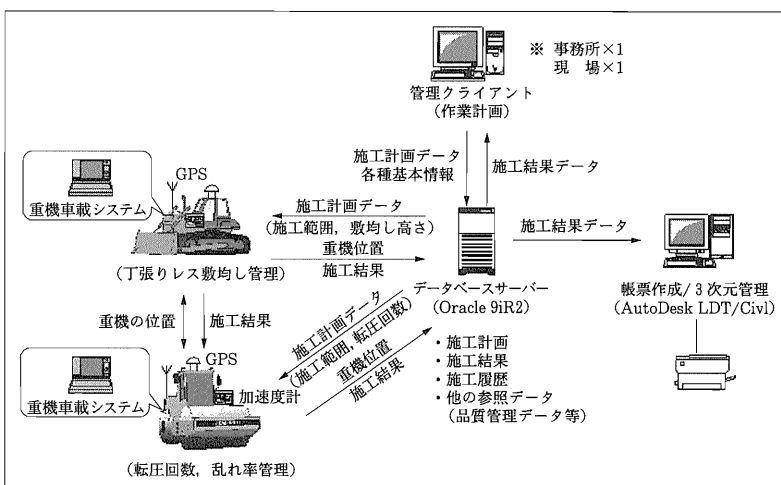 ※ 事務所×1
現 場×1
管理クライアント
(作業計画)
施工計画データ
各種基本情報
施工結果データ
GPS
重機車載システム
施工計画データ
(施工範囲, 敷均し高さ)
重機位置
施工結果
(丁張りレス敷均し管理)
施工結果データ
データベースサーバー
(Oracle 9iR2)
帳票作成/3次元管理
(AutoDesk LDT/Civl)
重機の位置
施工結果
施工計画データ
(施工範囲, 転圧回数)
重機位置
施工結果
・施工計画
・施工結果
・施工履歴
・他の参照データ
(品質管理データ等)
GPS
加速度計
重機車載システム
(転圧回数, 乱れ率管理)